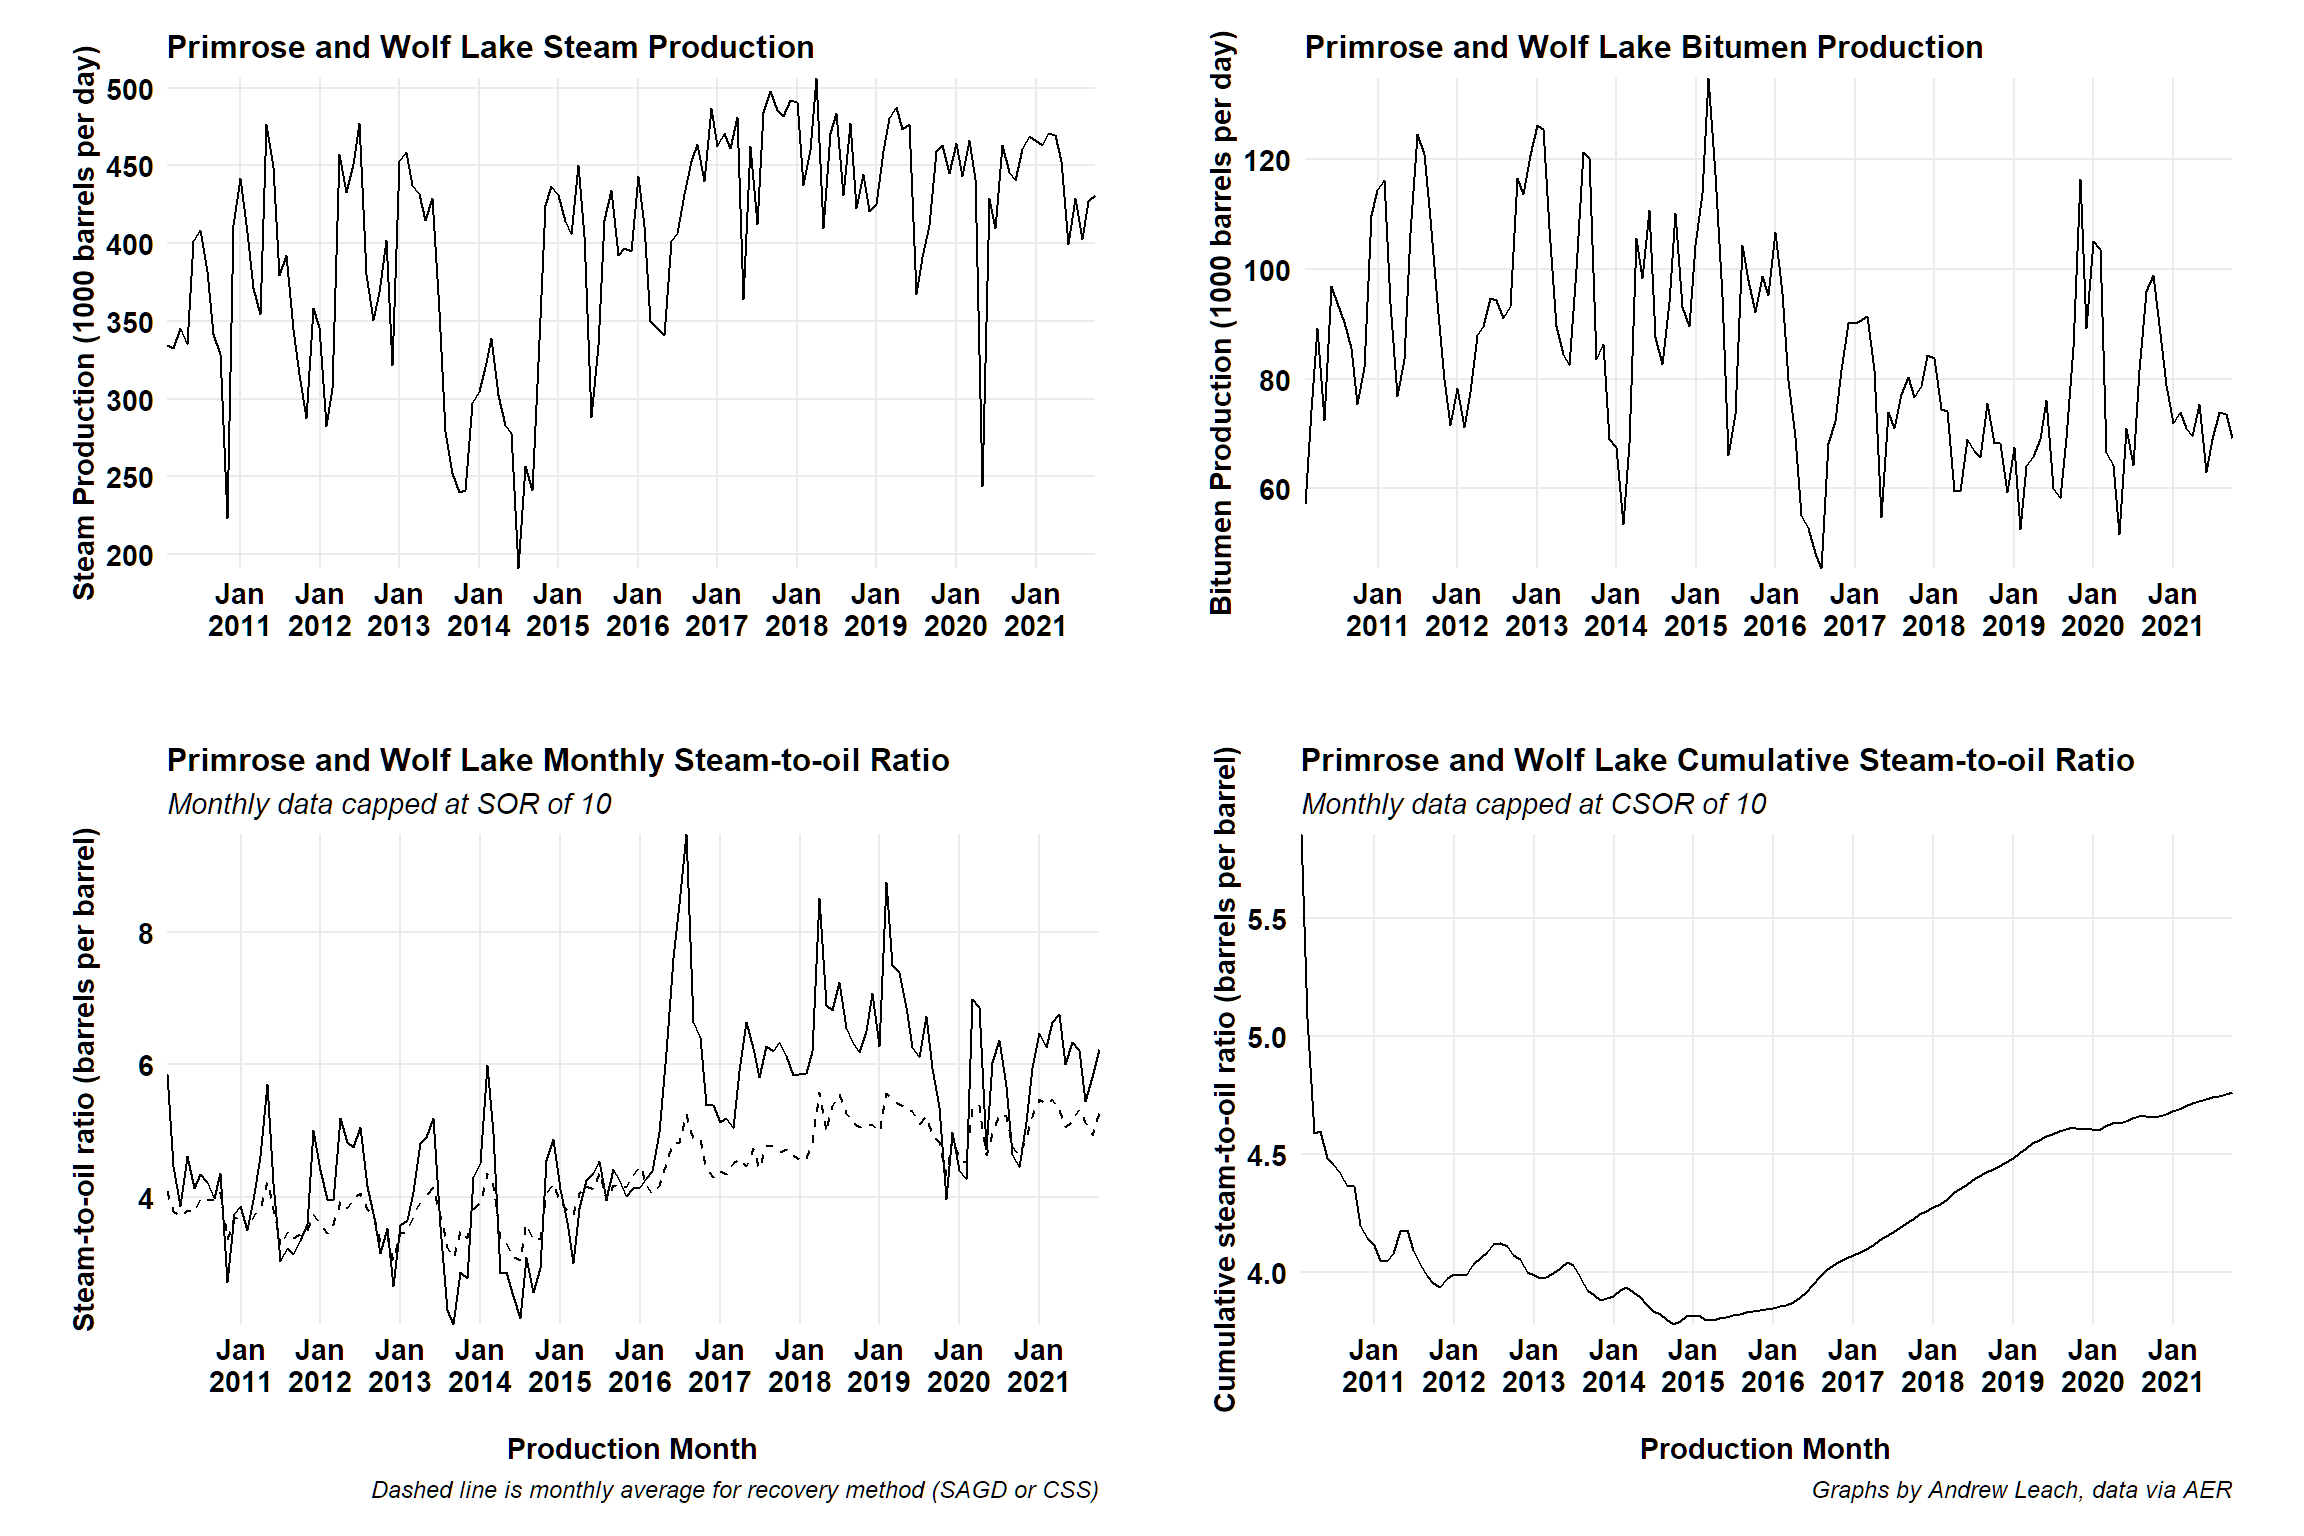 Primrose and Wolf Lake Steam Production
Steam Production (1000 barrels per day)
500
450
400
350
300
250
200
Jan Jan Jan Jan Jan Jan Jan Jan Jan Jan Jan
2011 2012 2013 2014 2015 2016 2017 2018 2019 2020 2021
Primrose and Wolf Lake Bitumen Production
Bitumen Production (1000 barrels per day)
120
100
80
60
Jan Jan Jan Jan Jan Jan Jan Jan Jan Jan Jan
2011 2012 2013 2014 2015 2016 2017 2018 2019 2020 2021
Primrose and Wolf Lake Monthly Steam-to-oil Ratio
Monthly data capped at SOR of 10
Steam-to-oil ratio (barrels per barrel)
8
6
4
Jan Jan Jan Jan Jan Jan Jan Jan Jan Jan Jan
2011 2012 2013 2014 2015 2016 2017 2018 2019 2020 2021
Production Month
Dashed line is monthly average for recovery method (SAGD or CSS)
Primrose and Wolf Lake Cumulative Steam-to-oil Ratio
Monthly data capped at CSOR of 10
Cumulative steam-to-oil ratio (barrels per barrel)
5.5
5.0
4.5
4.0
Jan Jan Jan Jan Jan Jan Jan Jan Jan Jan Jan
2011 2012 2013 2014 2015 2016 2017 2018 2019 2020 2021
Production Month
Graphs by Andrew Leach, data via AER